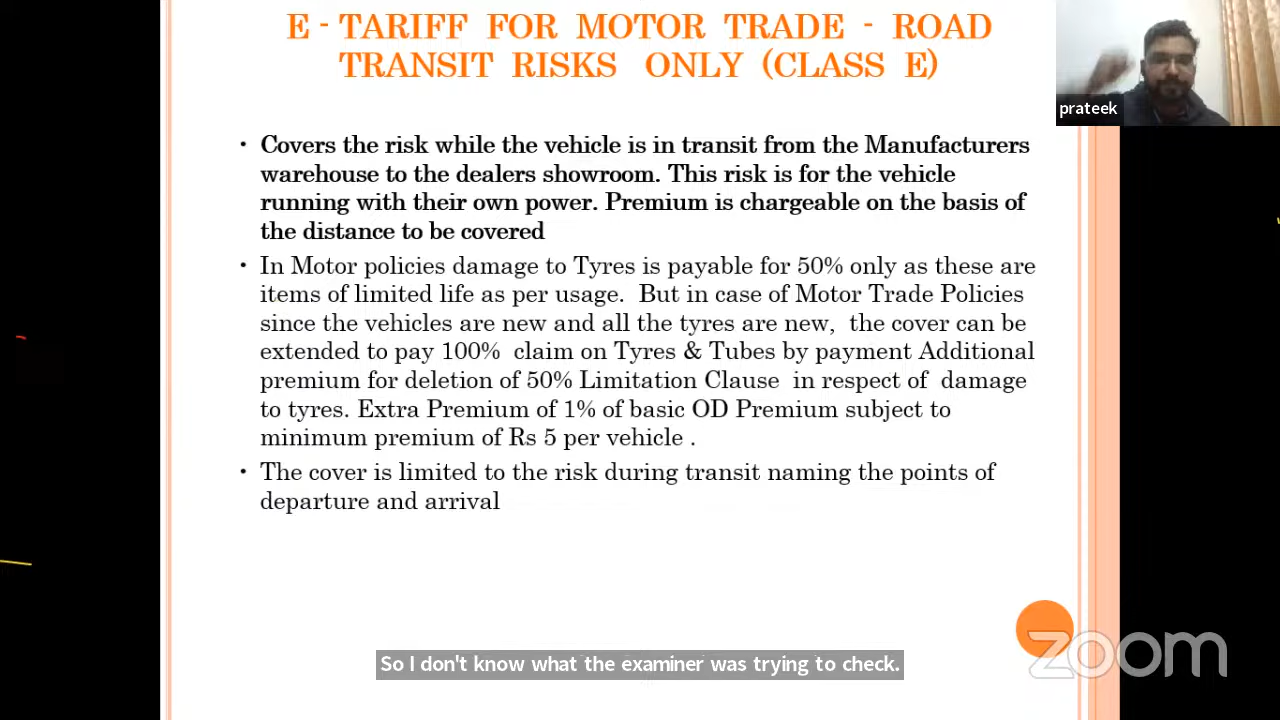 E - TARIFF FOR MOTOR TRADE - ROAD
TRANSIT RISKS ONLY (CLASS E)
prateek
• Covers the risk while the vehicle is in transit from the Manufacturers
warehouse to the dealers showroom. This risk is for the vehicle
running with their own power. Premium is chargeable on the basis of
the distance to be covered
• In Motor policies damage to Tyres is payable for 50% only as these are
items of limited life as per usage. But in case of Motor Trade Policies
since the vehicles are new and all the tyres are new, the cover can be
extended to pay 100% claim on Tyres & Tubes by payment Additional
premium for deletion of 50% Limitation Clause in respect of damage
to tyres. Extra Premium of 1% of basic OD Premium subject to
minimum premium of Rs 5 per vehicle .
• The cover is limited to the risk during transit naming the points of
departure and arrival
zoom
So I don't know what the examiner was trying to check.